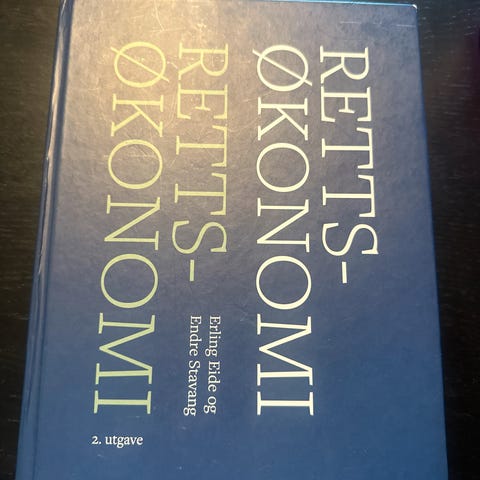 RETTS-
ØKONOMI
RETTS-
ØKONOMI
Erling Eide og
Endre Stavang
2. utgave